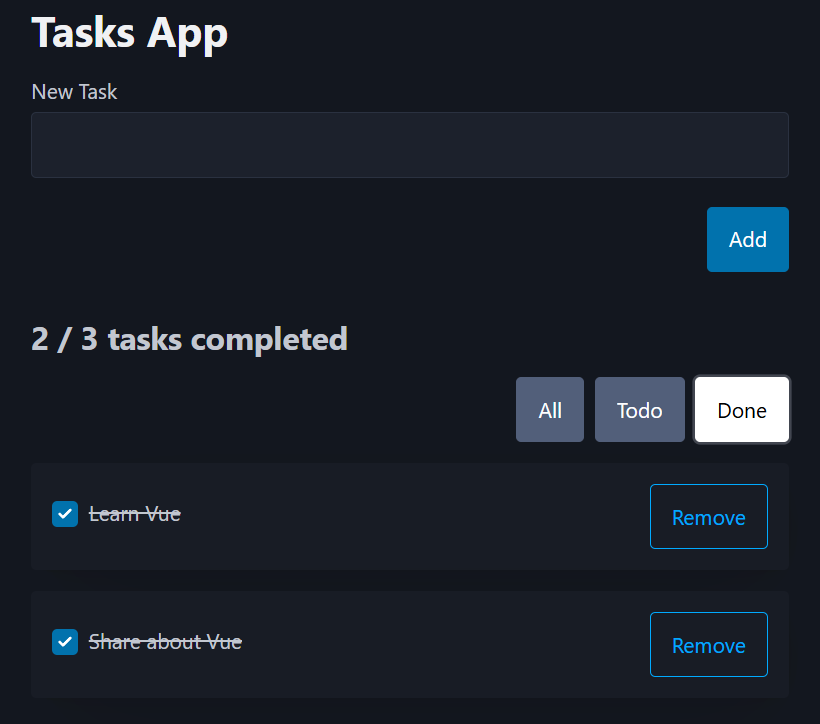 Tasks App
New Task
Add
2 / 3 tasks completed
All Todo Done
Learn Vue Remove
Share about Vue Remove